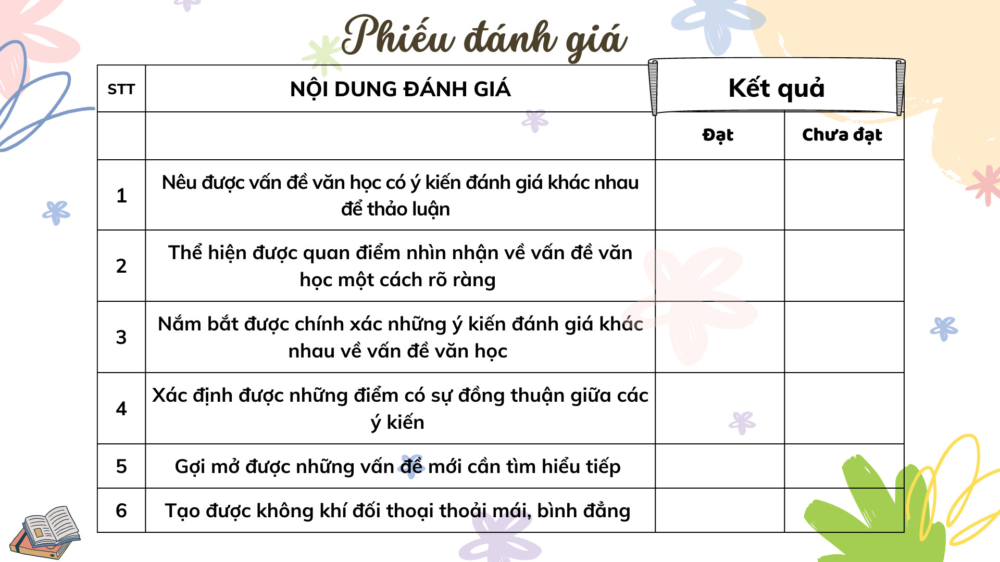 Phiếu đánh giá
STT
NỘI DUNG ĐÁNH GIÁ
Kết quả
Đạt
Chưa đạt
1
Nêu được vấn đề văn học có ý kiến đánh giá khác nhau
để thảo luận
2
Thể hiện được quan điểm nhìn nhận về vấn đề văn
học một cách rõ ràng
3
Nắm bắt được chính xác những ý kiến đánh giá khác
nhau về vấn đề văn học
4
Xác định được những điểm có sự đồng thuận giữa các
ý kiến
5
Gợi mở được những vấn đề mới cần tìm hiểu tiếp
6
Tạo được không khí đối thoại thoải mái, bình đẳng